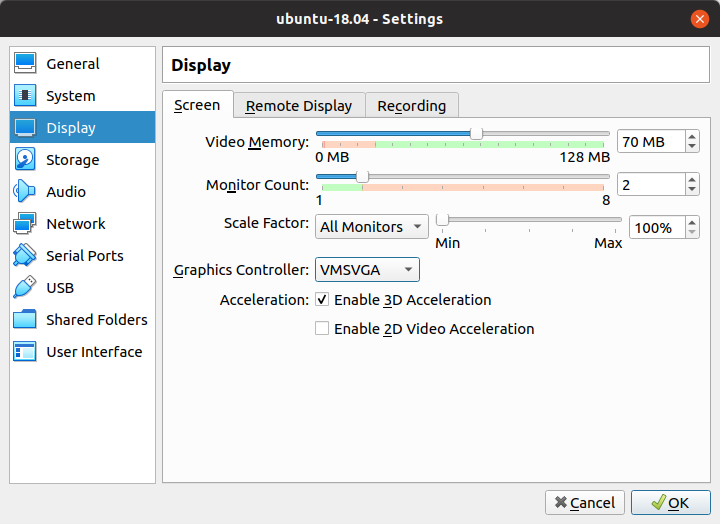 ubuntu-18.04 - Settings
General
System
Display
Storage
Audio
Network
Serial Ports
USB
Shared Folders
User Interface
Display
Screen Remote Display Recording
Video Memory: 70 MB
0 MB 128 MB
Monitor Count: 2
1 8
Scale Factor: All Monitors 100%
Min Max
Graphics Controller: VMSVGA
Acceleration: Enable 3D Acceleration
Enable 2D Video Acceleration
Cancel OK